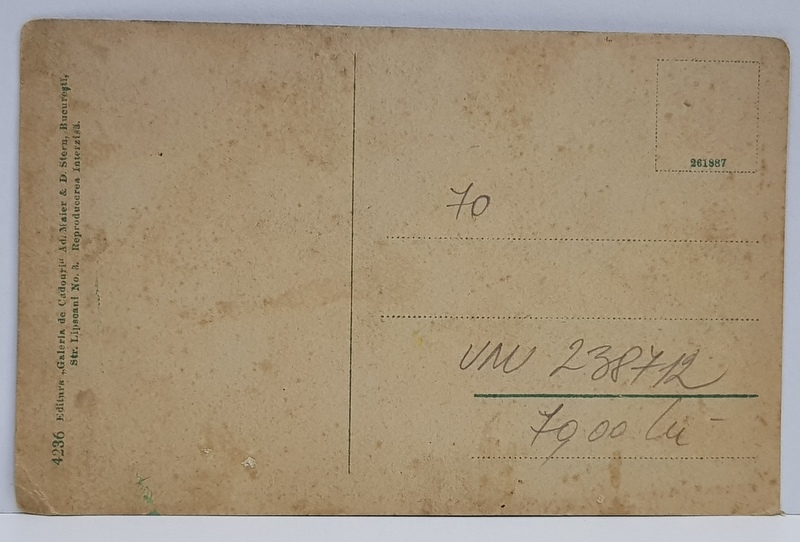 4236 Editura „Galeria de Cadouri“ Ad. Maier & D. Stern, Bucureşti,
Str. Lipscani No. 3. Reproducerea Interzisă.
261987
70
VNV 238712
7900 lei